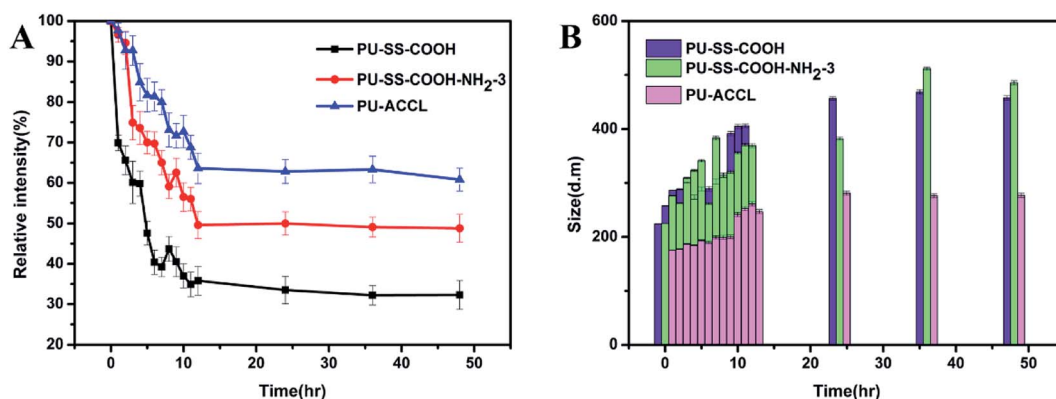 A
PU-SS-COOH
PU-SS-COOH-NH₂-3
PU-ACCL
Relative intensity(%)
100
90
80
70
60
50
40
30
20
0
10
20
30
40
50
Time(hr)
B
PU-SS-COOH
PU-SS-COOH-NH₂-3
PU-ACCL
Size(d.m)
600
400
200
0
0
10
20
30
40
50
Time(hr)